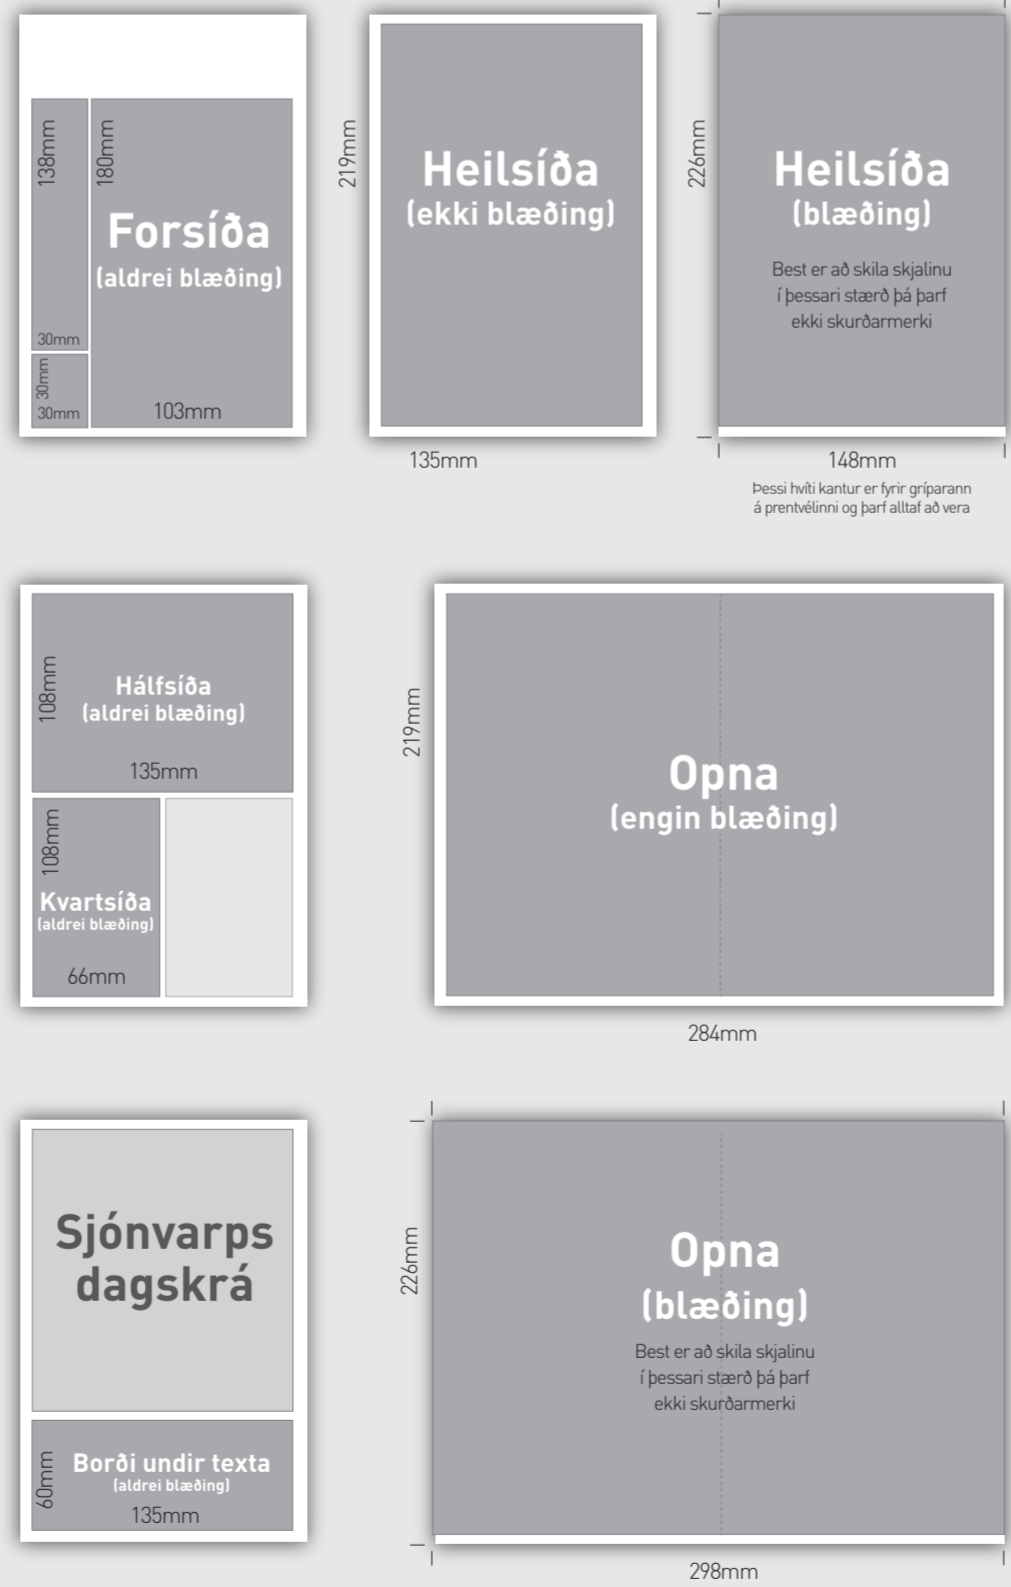 138mm
180mm
Forsíða
(aldrei blæðing)
30mm
30mm
30mm
103mm
219mm
Heilsíða
(ekki blæðing)
135mm
226mm
Heilsíða
(blæðing)
Best er að skila skjalinu
í þessari stærð þá þarf
ekki skurðarmerki
148mm
Þessi hvíti kantur er fyrir gríparann
á prentvélinni og þarf alltaf að vera
108mm
Hálfsíða
(aldrei blæðing)
135mm
108mm
Kvartsíða
(aldrei blæðing)
66mm
219mm
Opna
(engin blæðing)
284mm
Sjónvarps
dagskrá
60mm
Borði undir texta
(aldrei blæðing)
135mm
226mm
Opna
(blæðing)
Best er að skila skjalinu
í þessari stærð þá þarf
ekki skurðarmerki
298mm